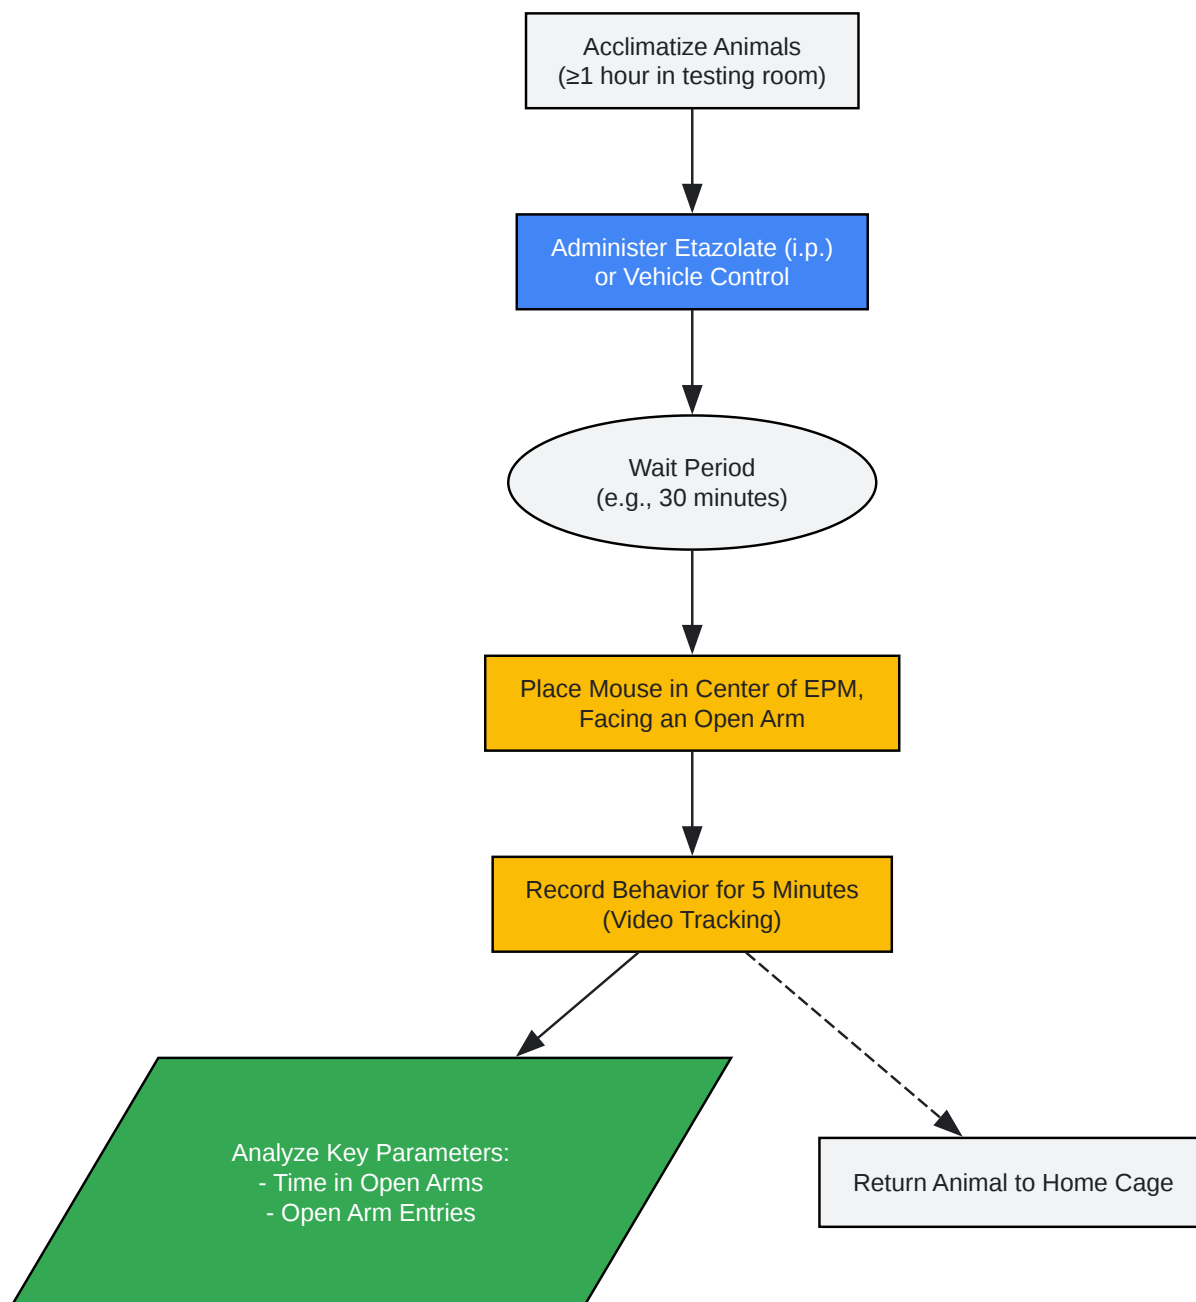 Acclimatize Animals
(≥1 hour in testing room)
Administer Etazolate (i.p.)
or Vehicle Control
Wait Period
(e.g., 30 minutes)
Place Mouse in Center of EPM,
Facing an Open Arm
Record Behavior for 5 Minutes
(Video Tracking)
Analyze Key Parameters:
- Time in Open Arms
- Open Arm Entries
Return Animal to Home Cage